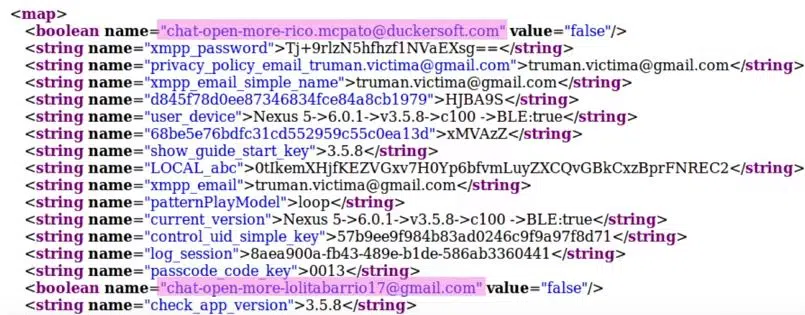 <map>
<boolean name="chat-open-more-rico.mcpato@duckersoft.com" value="false"/>
<string name="xmpp_password">Tj+9rlzN5hfhzf1NVaEXsg==</string>
<string name="privacy_policy_email_truman.victima@gmail.com">truman.victima@gmail.com</string>
<string name="xmpp_email_simple_name">truman.victima@gmail.com</string>
<string name="d845f78d0ee87346834fce84a8cb1979">HJBA9S</string>
<string name="user_device">Nexus 5->6.0.1->v3.5.8->c100 ->BLE:true</string>
<string name="68be5e76bdfc31cd552959c55c0ea13d">xMVAzZ</string>
<string name="show_guide_start_key">3.5.8</string>
<string name="LOCAL_abc">0tIkemXHjfKEZVGxv7H0Yp6bfvmLuyZXCQvGBkCxzBprFNREC2</string>
<string name="xmpp_email">truman.victima@gmail.com</string>
<string name="patternPlayModel">loop</string>
<string name="current_version">Nexus 5->6.0.1->v3.5.8->c100 ->BLE:true</string>
<string name="control_uid_simple_key">57b9ee9f984b83ad0246c9f9a97f8d71</string>
<string name="log_session">8aea900a-fb43-489e-b1de-586ab3360441</string>
<string name="passcode_code_key">0013</string>
<boolean name="chat-open-more-lolitabarrio17@gmail.com" value="false"/>
<string name="check_app_version">3.5.8</string>